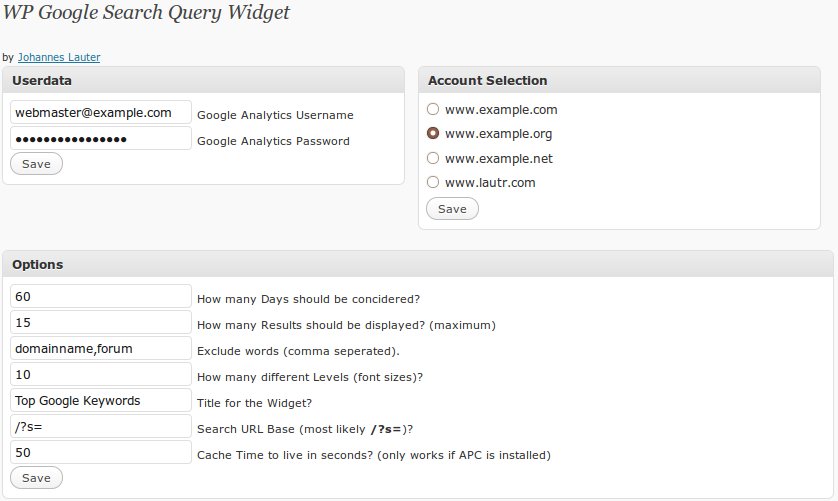 WP Google Search Query Widget
by Johannes Lauter
Userdata
webmaster@example.com Google Analytics Username
●●●●●●●●●●●●●●●● Google Analytics Password
Save
Account Selection
www.example.com
www.example.org
www.example.net
www.lautr.com
Save
Options
60 How many Days should be concidered?
15 How many Results should be displayed? (maximum)
domainname,forum Exclude words (comma seperated).
10 How many different Levels (font sizes)?
Top Google Keywords Title for the Widget?
/?s= Search URL Base (most likely /?s=)?
50 Cache Time to live in seconds? (only works if APC is installed)
Save